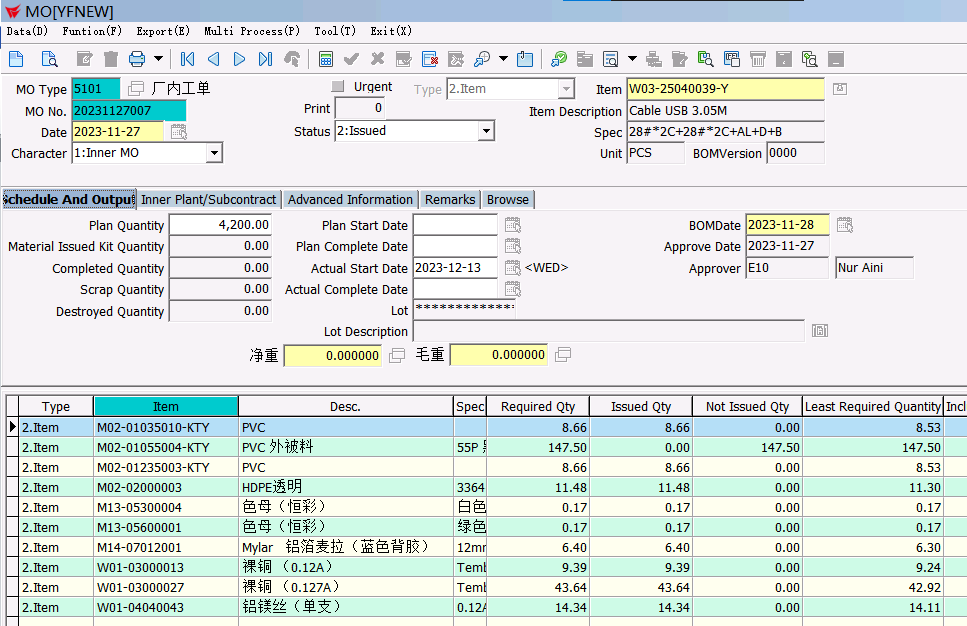 MO[YFNEW]
Data(D) Funtion(F) Export(E) Multi Process(P) Tool(T) Exit(X)
MO Type 5101 厂内工单 Urgent Type 2.Item Item W03-25040039-Y
MO No. 20231127007 Print 0 Item Description Cable USB 3.05M
Date 2023-11-27 Status 2:Issued Spec 28#*2C+28#*2C+AL+D+B
Character 1:Inner MO Unit PCS BOMVersion 0000
Schedule And Output Inner Plant/Subcontract Advanced Information Remarks Browse
Plan Quantity 4,200.00 Plan Start Date BOMDate 2023-11-28
Material Issued Kit Quantity 0.00 Plan Complete Date Approve Date 2023-11-27
Completed Quantity 0.00 Actual Start Date 2023-12-13 <WED> Approver E10 Nur Aini
Scrap Quantity 0.00 Actual Complete Date
Destroyed Quantity 0.00 Lot ************
Lot Description
净重 0.000000 毛重 0.000000
Type Item Desc. Spec Required Qty Issued Qty Not Issued Qty Least Required Quantity Incl
2.Item M02-01035010-KTY PVC 8.66 8.66 0.00 8.53
2.Item M02-01055004-KTY PVC 外被料 55P 147.50 0.00 147.50 147.50
2.Item M02-01235003-KTY PVC 8.66 8.66 0.00 8.53
2.Item M02-02000003 HDPE透明 3364 11.48 11.48 0.00 11.30
2.Item M13-05300004 色母（恒彩） 白色 0.17 0.17 0.00 0.17
2.Item M13-05600001 色母（恒彩） 绿色 0.17 0.17 0.00 0.17
2.Item M14-07012001 Mylar 铝箔麦拉（蓝色背胶） 12mm 6.40 6.40 0.00 6.30
2.Item W01-03000013 裸铜（0.12A） Temb 9.39 9.39 0.00 9.24
2.Item W01-03000027 裸铜（0.127A） Temb 43.64 43.64 0.00 42.92
2.Item W01-04040043 铝镁丝（单支） 0.12A 14.34 14.34 0.00 14.11